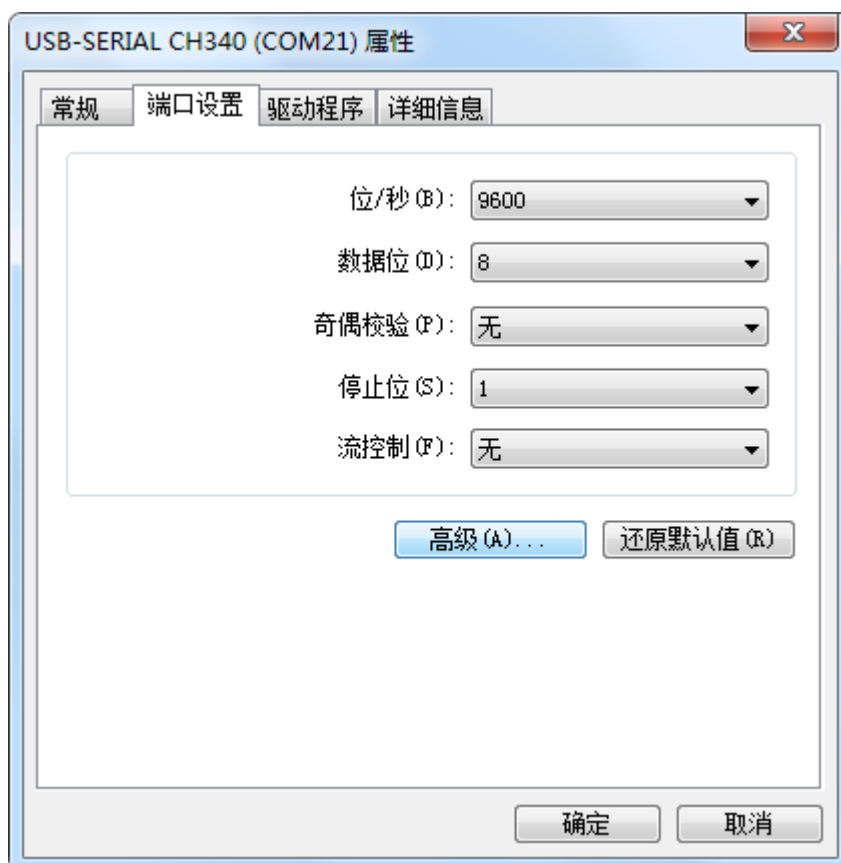 USB-SERIAL CH340 (COM21) 属性
常规 端口设置 驱动程序 详细信息
位/秒(B): 9600
数据位(D): 8
奇偶校验(P): 无
停止位(S): 1
流控制(F): 无
高级(A)... 还原默认值(R)
确定 取消